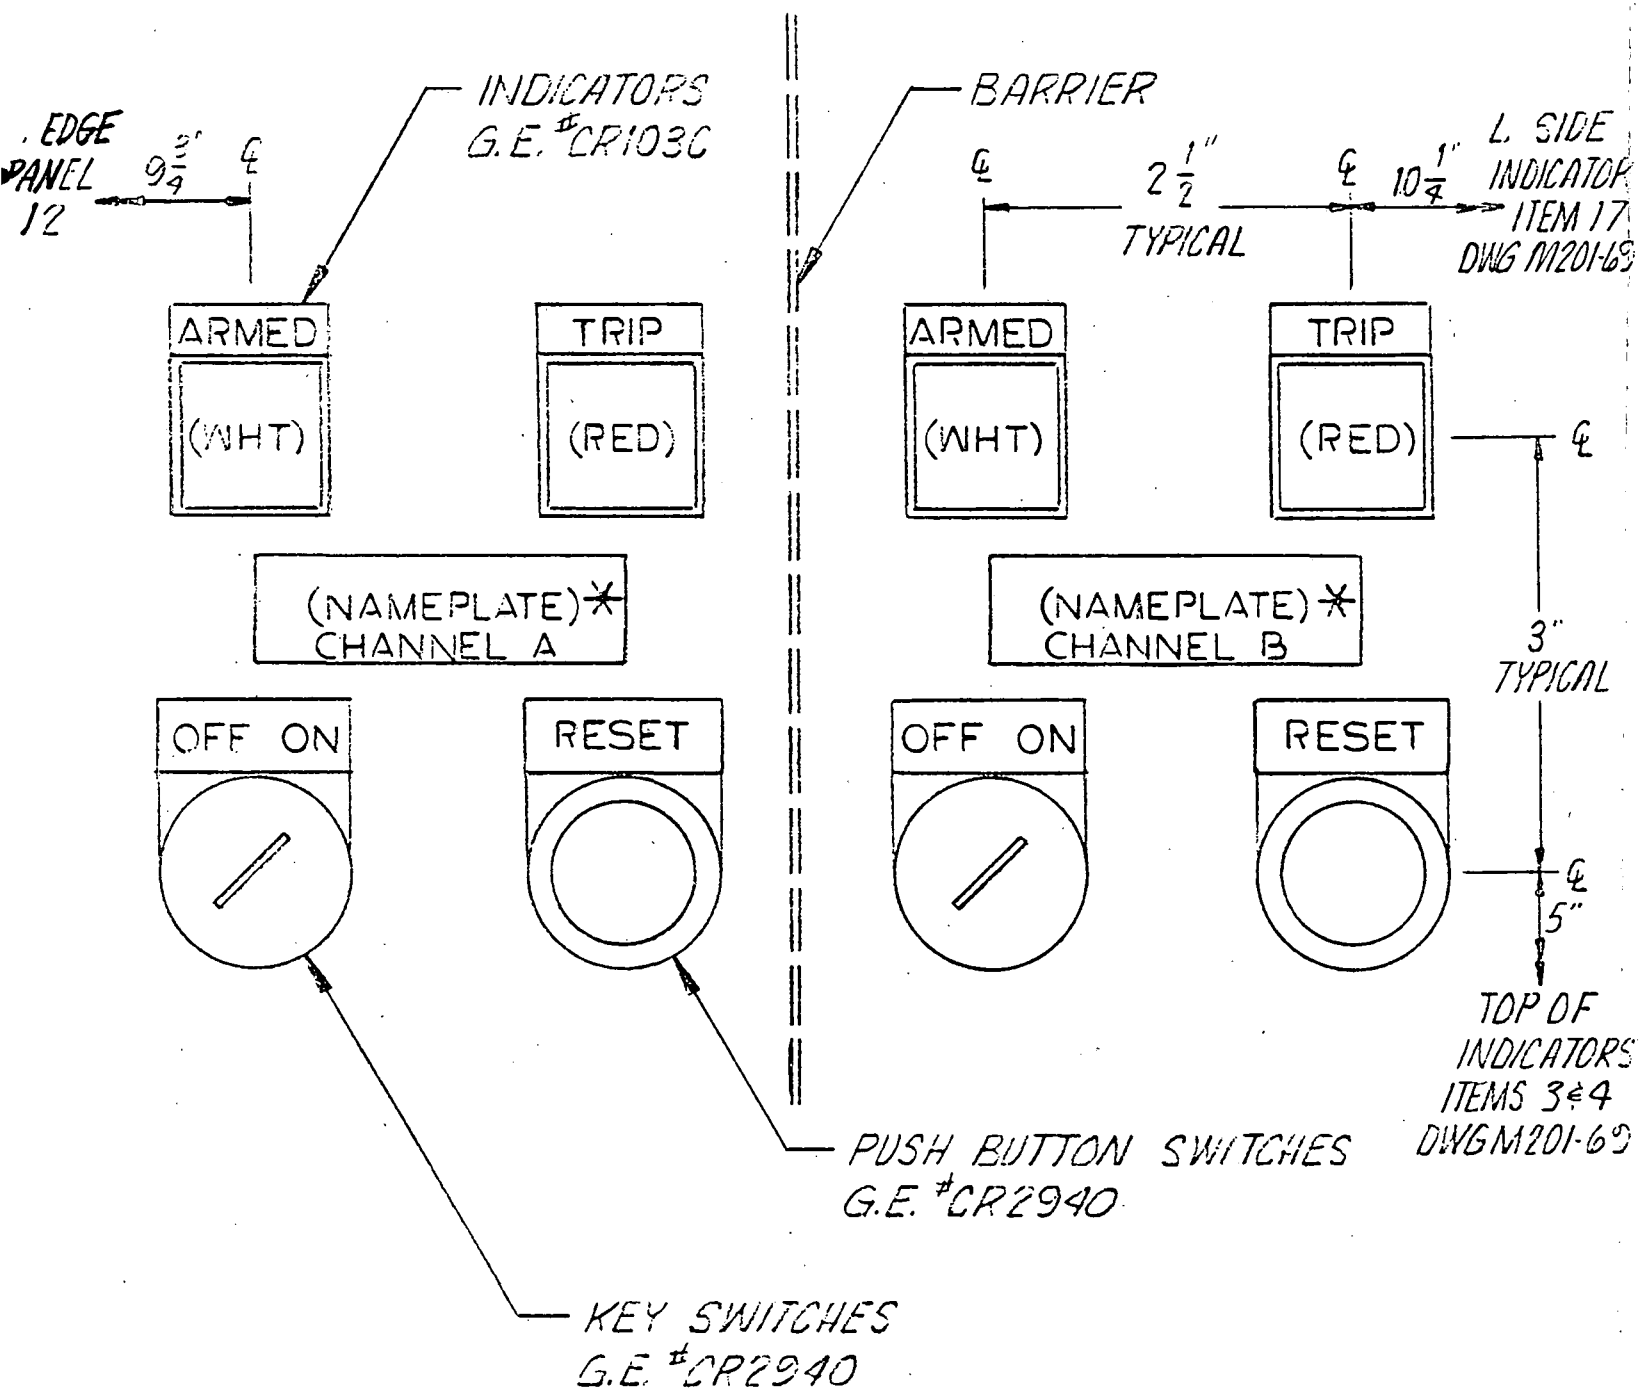 INDICATORS
G.E. #CR103C
BARRIER
EDGE
PANEL
12
9 3/4"
℄
℄
2 1/2"
TYPICAL
℄
10 1/4"
L. SIDE
INDICATOR
ITEM 17
DWG M201-69
ARMED
TRIP
ARMED
TRIP
(WHT)
(RED)
(WHT)
(RED)
℄
(NAMEPLATE)*
CHANNEL A
(NAMEPLATE)*
CHANNEL B
3"
TYPICAL
OFF ON
RESET
OFF ON
RESET
℄
5"
TOP OF
INDICATORS
ITEMS 3&4
DWG M201-69
PUSH BUTTON SWITCHES
G.E. #CR2940
KEY SWITCHES
G.E. #CR2940